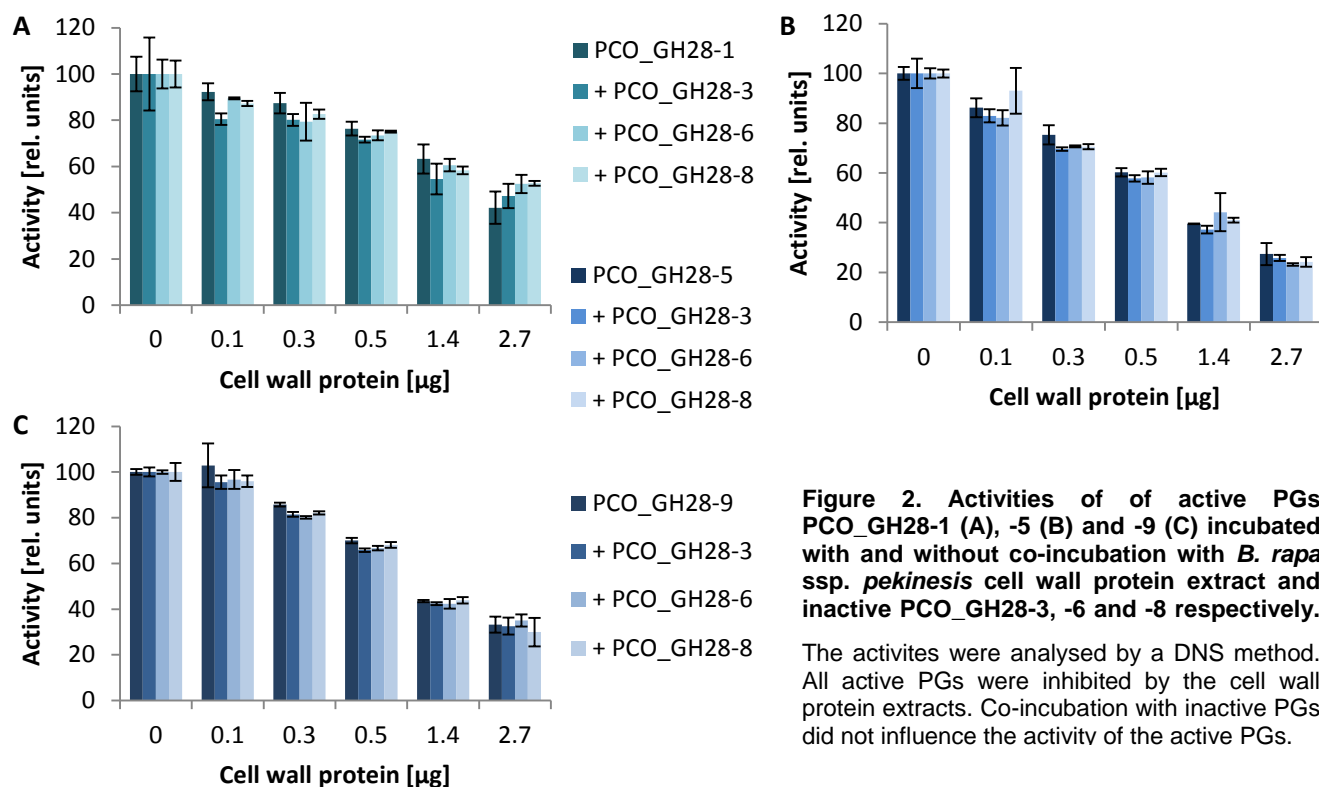 A
120
100
80
60
40
20
0
Activity [rel. units]
0 0.1 0.3 0.5 1.4 2.7
Cell wall protein [µg]
PCO_GH28-1
+ PCO_GH28-3
+ PCO_GH28-6
+ PCO_GH28-8
B
120
100
80
60
40
20
0
Activity [rel. units]
0 0.1 0.3 0.5 1.4 2.7
Cell wall protein [µg]
PCO_GH28-5
+ PCO_GH28-3
+ PCO_GH28-6
+ PCO_GH28-8
C
120
100
80
60
40
20
0
Activity [rel. units]
0 0.1 0.3 0.5 1.4 2.7
Cell wall protein [µg]
PCO_GH28-9
+ PCO_GH28-3
+ PCO_GH28-6
+ PCO_GH28-8
Figure 2. Activities of of active PGs
PCO_GH28-1 (A), -5 (B) and -9 (C) incubated
with and without co-incubation with B. rapa
ssp. pekinesis cell wall protein extract and
inactive PCO_GH28-3, -6 and -8 respectively.
The activites were analysed by a DNS method.
All active PGs were inhibited by the cell wall
protein extracts. Co-incubation with inactive PGs
did not influence the activity of the active PGs.